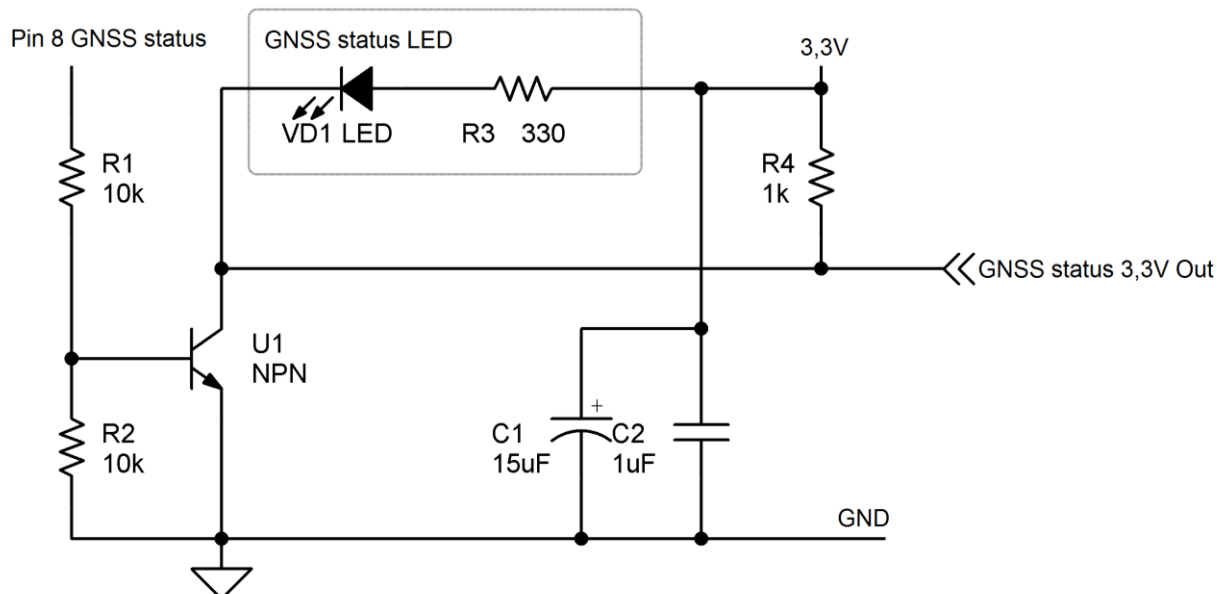 Pin 8 GNSS status
GNSS status LED
3,3V
VD1 LED
R3 330
R1
10k
R4
1k
GNSS status 3,3V Out
U1
NPN
R2
10k
+
C1
15uF
C2
1uF
GND